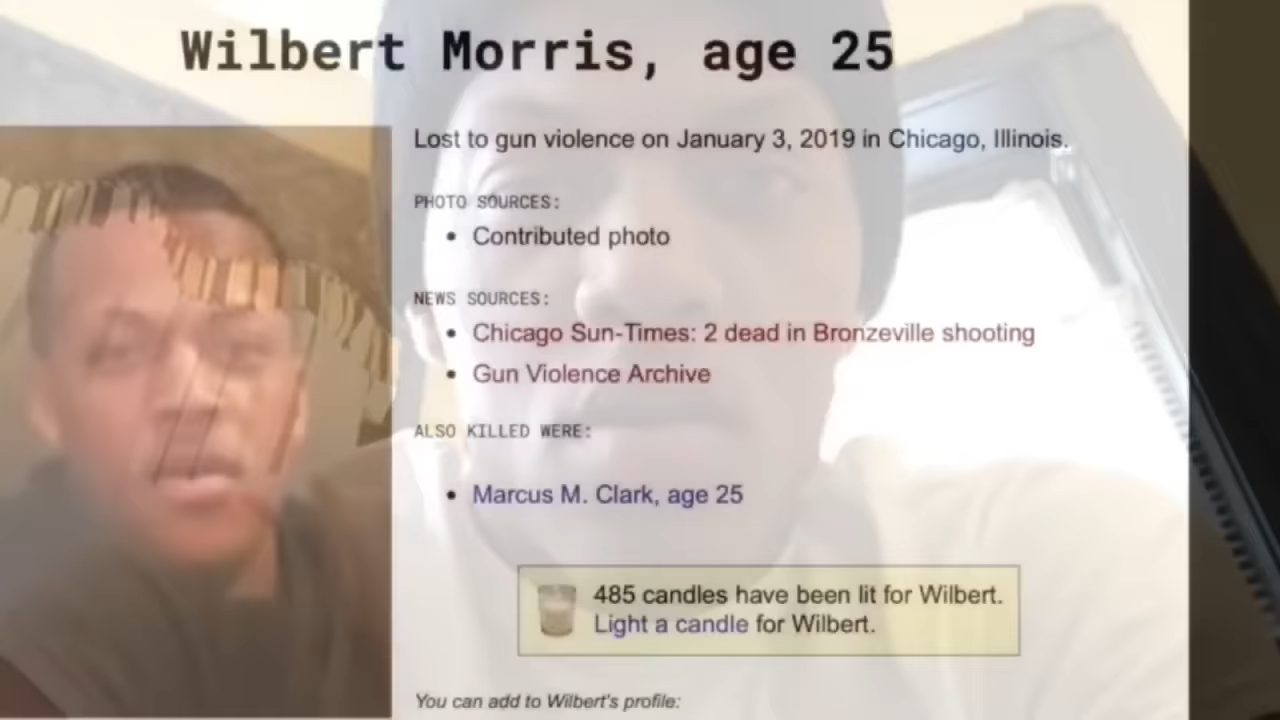 Wilbert Morris, age 25
Lost to gun violence on January 3, 2019 in Chicago, Illinois.
PHOTO SOURCES:
• Contributed photo
NEWS SOURCES:
• Chicago Sun-Times: 2 dead in Bronzeville shooting
• Gun Violence Archive
ALSO KILLED WERE:
• Marcus M. Clark, age 25
485 candles have been lit for Wilbert.
Light a candle for Wilbert.
You can add to Wilbert's profile: